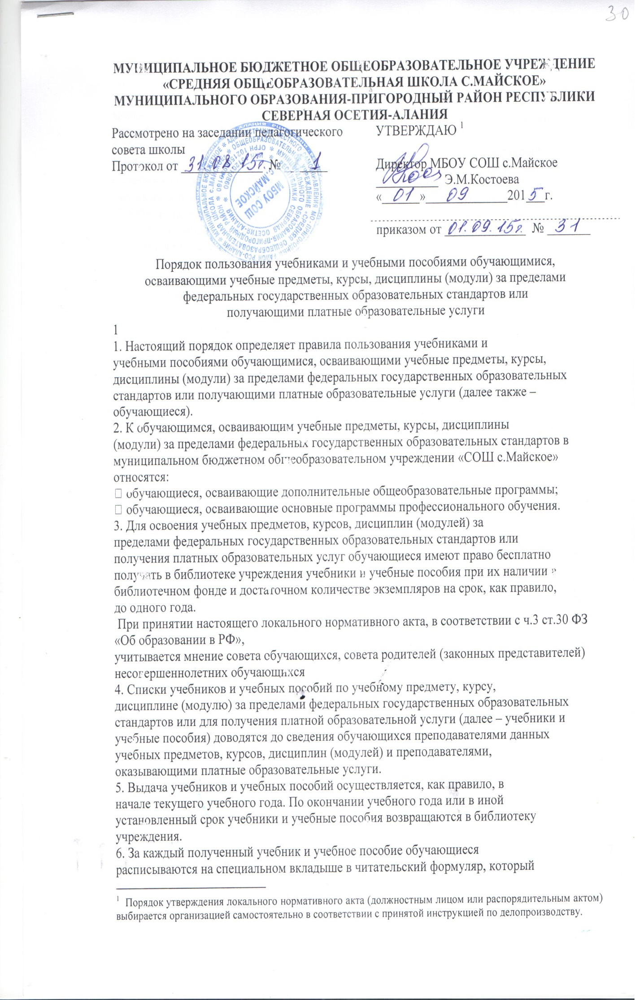 30
МУНИЦИПАЛЬНОЕ БЮДЖЕТНОЕ ОБЩЕОБРАЗОВАТЕЛЬНОЕ УЧРЕЖДЕНИЕ
«СРЕДНЯЯ ОБЩЕОБРАЗОВАТЕЛЬНАЯ ШКОЛА С.МАЙСКОЕ»
МУНИЦИПАЛЬНОГО ОБРАЗОВАНИЯ-ПРИГОРОДНЫЙ РАЙОН РЕСПУБЛИКИ
СЕВЕРНАЯ ОСЕТИЯ-АЛАНИЯ
Рассмотрено на заседании педагогического
совета школы
Протокол от 31.08.15г. № 1
УТВЕРЖДАЮ 1
Директор МБОУ СОШ с.Майское
Э.М.Костоева
« 01 » 09 2015 г.
приказом от 01.09.15г. № 31
МБОУ СОШ
с. МАЙСКОЕ
Порядок пользования учебниками и учебными пособиями обучающимися,
осваивающими учебные предметы, курсы, дисциплины (модули) за пределами
федеральных государственных образовательных стандартов или
получающими платные образовательные услуги
1
1. Настоящий порядок определяет правила пользования учебниками и
учебными пособиями обучающимися, осваивающими учебные предметы, курсы,
дисциплины (модули) за пределами федеральных государственных образовательных
стандартов или получающими платные образовательные услуги (далее также –
обучающиеся).
2. К обучающимся, осваивающим учебные предметы, курсы, дисциплины
(модули) за пределами федеральных государственных образовательных стандартов в
муниципальном бюджетном общеобразовательном учреждении «СОШ с.Майское»
относятся:
обучающиеся, осваивающие дополнительные общеобразовательные программы;
обучающиеся, осваивающие основные программы профессионального обучения.
3. Для освоения учебных предметов, курсов, дисциплин (модулей) за
пределами федеральных государственных образовательных стандартов или
получения платных образовательных услуг обучающиеся имеют право бесплатно
получать в библиотеке учреждения учебники и учебные пособия при их наличии в
библиотечном фонде и достаточном количестве экземпляров на срок, как правило,
до одного года.
При принятии настоящего локального нормативного акта, в соответствии с ч.3 ст.30 ФЗ
«Об образовании в РФ»,
учитывается мнение совета обучающихся, совета родителей (законных представителей)
несовершеннолетних обучающихся
4. Списки учебников и учебных пособий по учебному предмету, курсу,
дисциплине (модулю) за пределами федеральных государственных образовательных
стандартов или для получения платной образовательной услуги (далее – учебники и
учебные пособия) доводятся до сведения обучающихся преподавателями данных
учебных предметов, курсов, дисциплин (модулей) и преподавателями,
оказывающими платные образовательные услуги.
5. Выдача учебников и учебных пособий осуществляется, как правило, в
начале текущего учебного года. По окончании учебного года или в иной
установленный срок учебники и учебные пособия возвращаются в библиотеку
учреждения.
6. За каждый полученный учебник и учебное пособие обучающиеся
расписываются на специальном вкладыше в читательский формуляр, который
1 Порядок утверждения локального нормативного акта (должностным лицом или распорядительным актом)
выбирается организацией самостоятельно в соответствии с принятой инструкцией по делопроизводству.